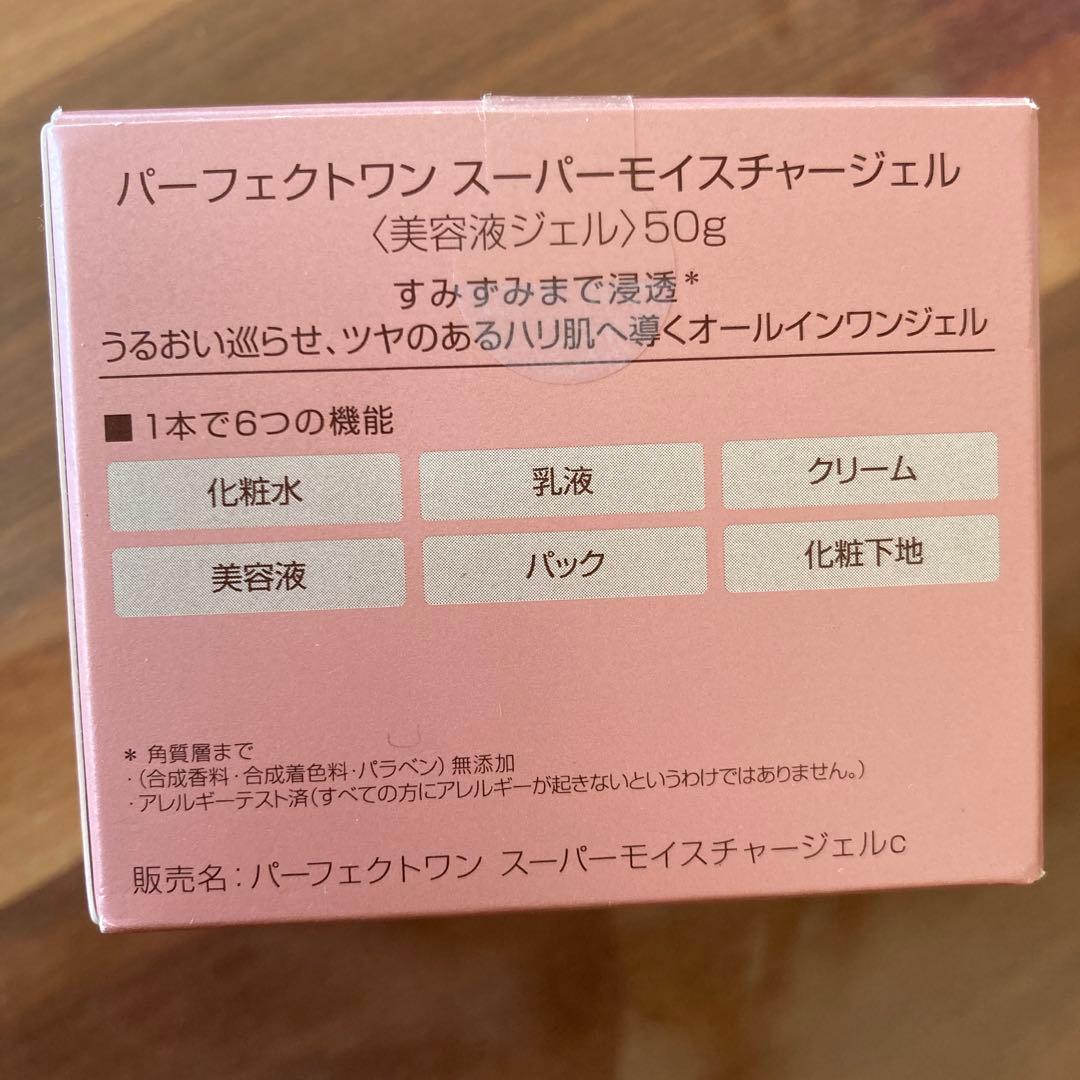 パーフェクトワン スーパーモイスチャージェル
〈美容液ジェル〉50g
すみずみまで浸透*
うるおい巡らせ、ツヤのあるハリ肌へ導くオールインワンジェル
■ 1本で6つの機能
化粧水 乳液 クリーム
美容液 パック 化粧下地
* 角質層まで
・(合成香料・合成着色料・パラベン)無添加
・アレルギーテスト済(すべての方にアレルギーが起きないというわけではありません。)
販売名:パーフェクトワン スーパーモイスチャージェルc